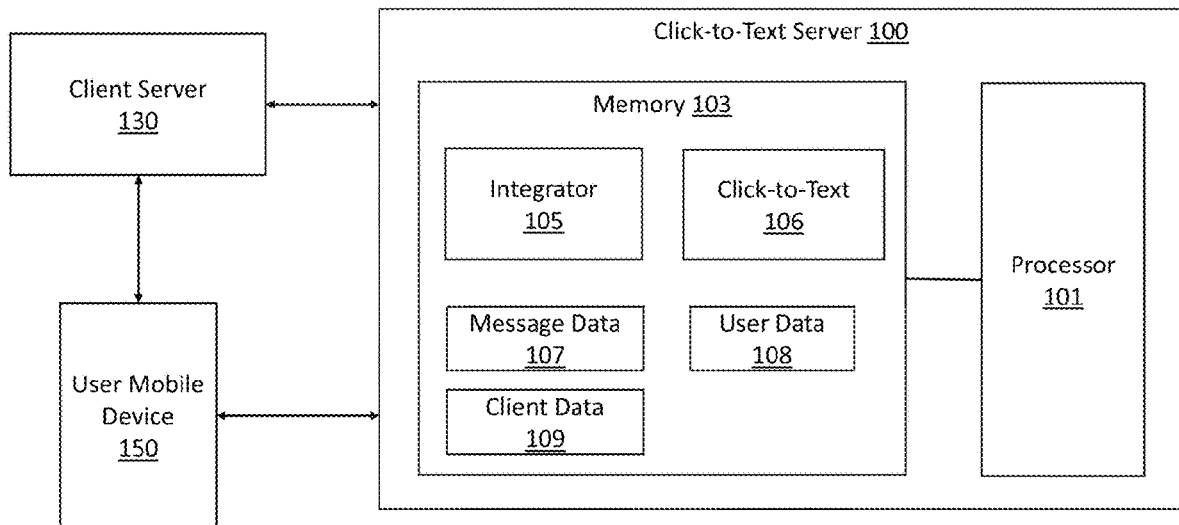 Click-to-Text Server 100
Client Server
130
Memory 103
Integrator
105
Click-to-Text
106
Processor
101
Message Data
107
User Data
108
User Mobile
Device
150
Client Data
109